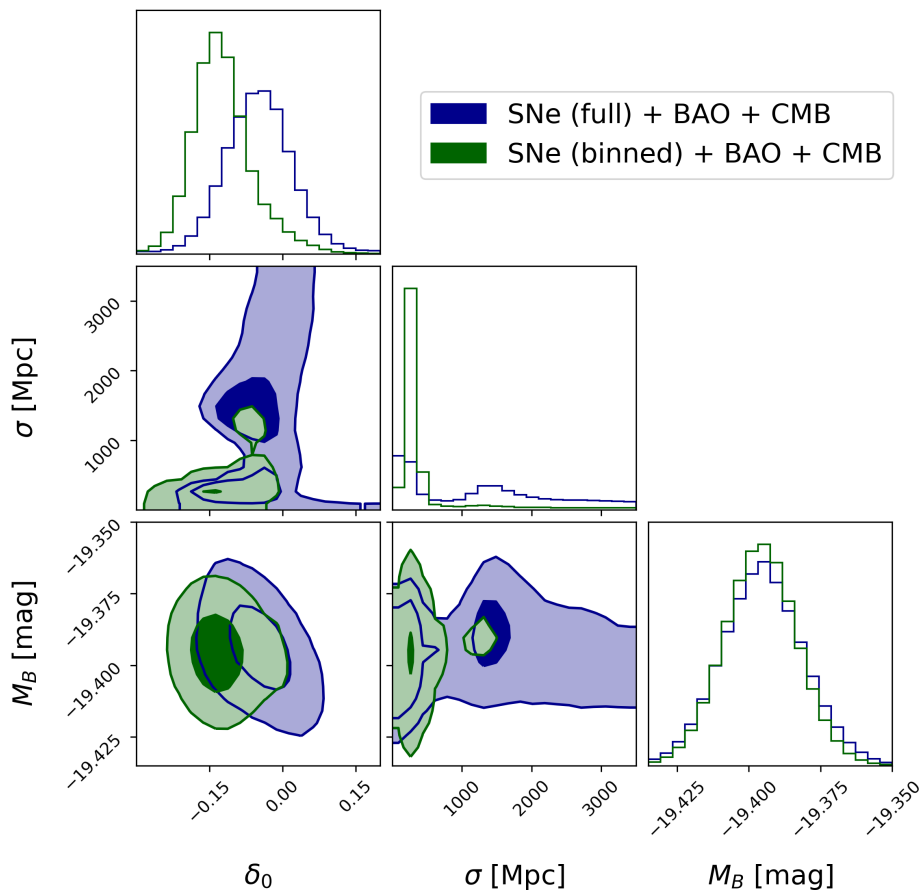 SNe (full) + BAO + CMB
SNe (binned) + BAO + CMB
3000
2000
1000
σ [Mpc]
−19.350
−19.375
−19.400
−19.425
M_B [mag]
−0.15
0.00
0.15
δ_0
1000
2000
3000
σ [Mpc]
−19.425
−19.400
−19.375
−19.350
M_B [mag]